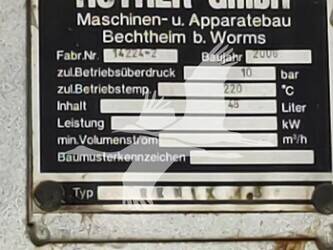 GMBH
Maschinen- u. Apparatebau
Bechtheim b. Worms
Fabr.Nr. 14224-2 Baujahr 2006
zul.Betriebsüberdruck 10 bar
zul.Betriebstemp. 220 °C
Inhalt 45 Liter
Leistung kW
min.Volumenstrom m³/h
Baumusterkennzeichen
Typ